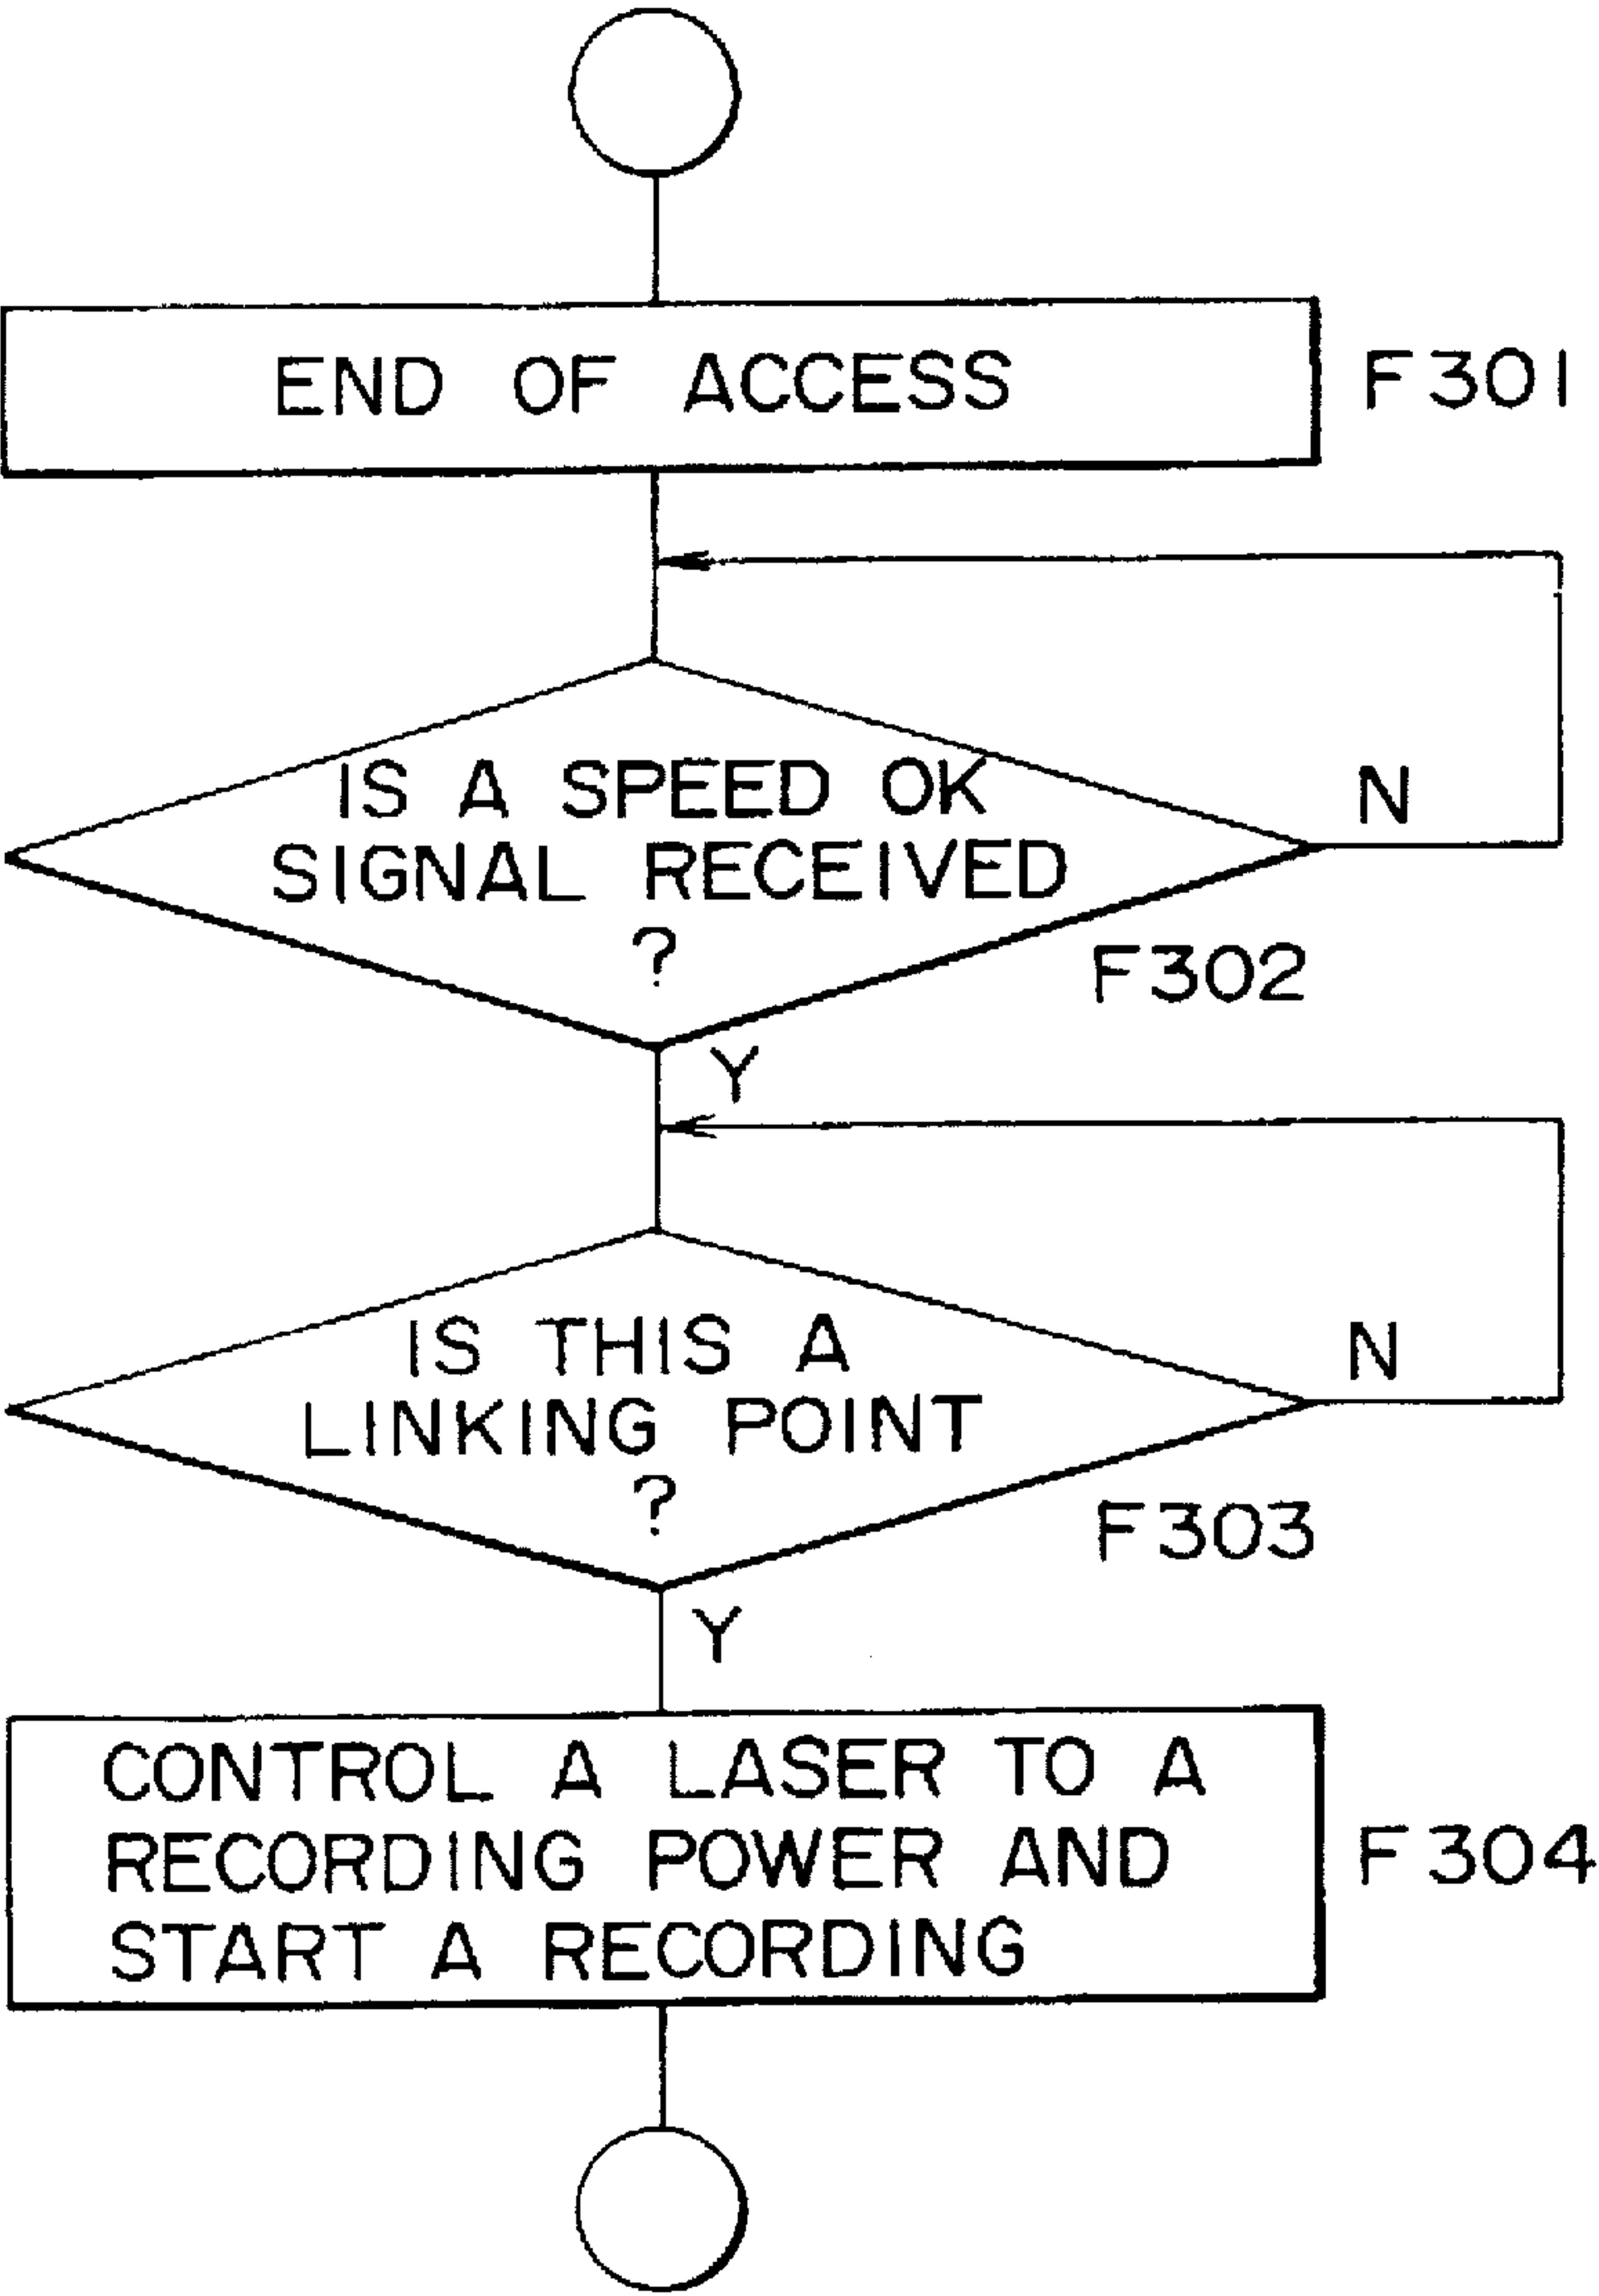 END OF ACCESS
F301
IS A SPEED OK
SIGNAL RECEIVED
?
N
F302
Y
IS THIS A
LINKING POINT
?
N
F303
Y
CONTROL A LASER TO A
RECORDING POWER AND
START A RECORDING
F304